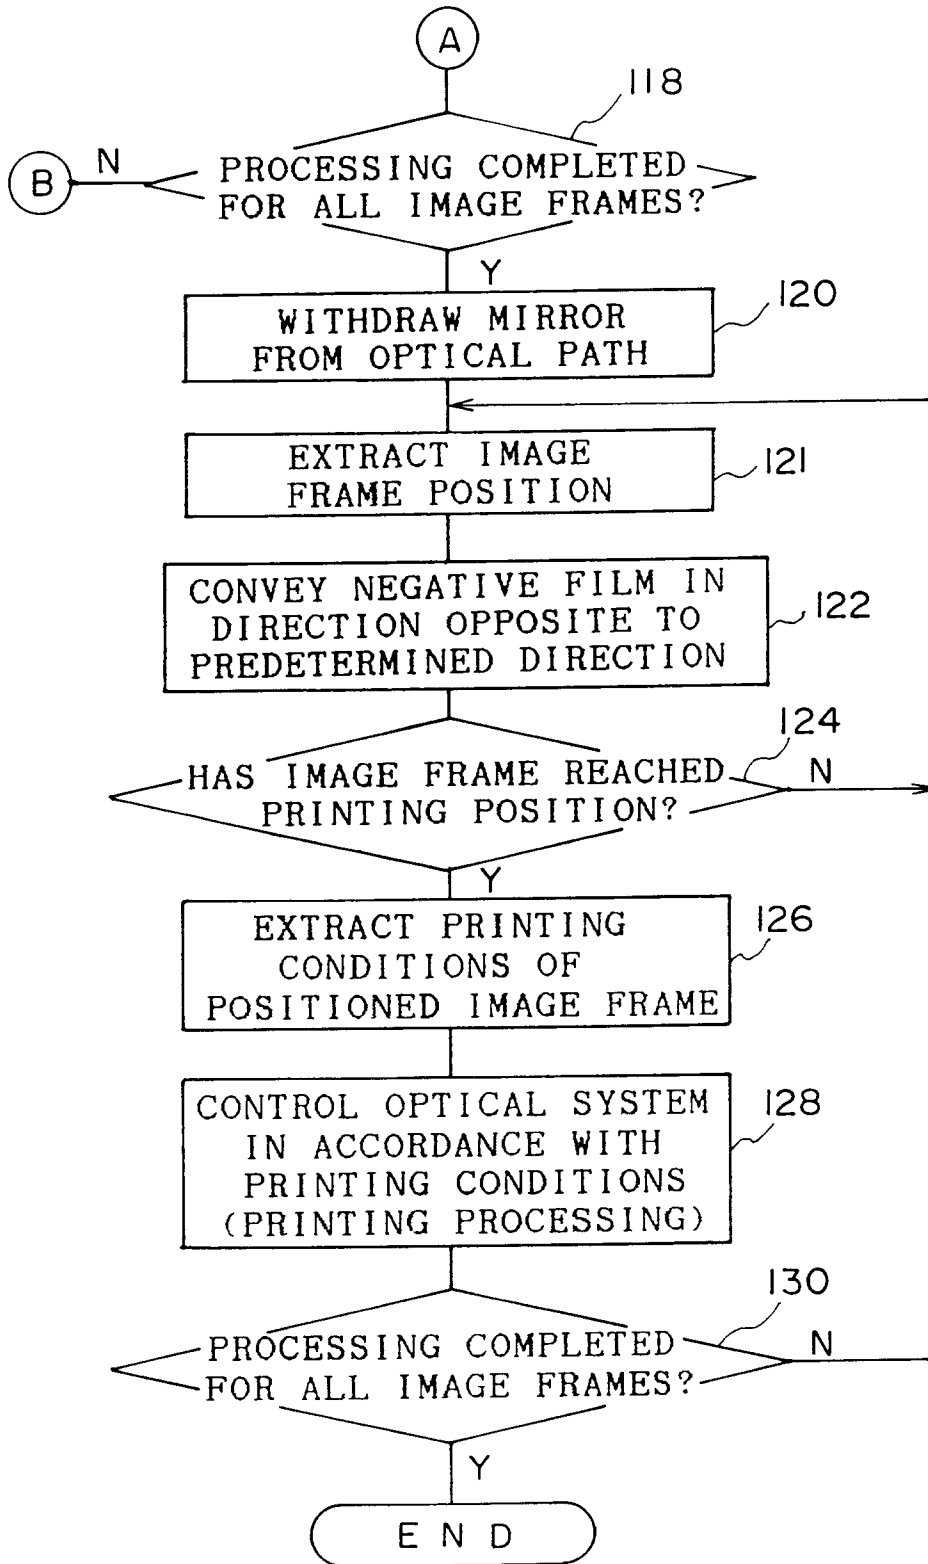 A
118
B
N
PROCESSING COMPLETED
FOR ALL IMAGE FRAMES?
Y
WITHDRAW MIRROR
FROM OPTICAL PATH
120
EXTRACT IMAGE
FRAME POSITION
121
CONVEY NEGATIVE FILM IN
DIRECTION OPPOSITE TO
PREDETERMINED DIRECTION
122
124
HAS IMAGE FRAME REACHED
PRINTING POSITION?
N
Y
EXTRACT PRINTING
CONDITIONS OF
POSITIONED IMAGE FRAME
126
CONTROL OPTICAL SYSTEM
IN ACCORDANCE WITH
PRINTING CONDITIONS
(PRINTING PROCESSING)
128
130
PROCESSING COMPLETED
FOR ALL IMAGE FRAMES?
N
Y
END